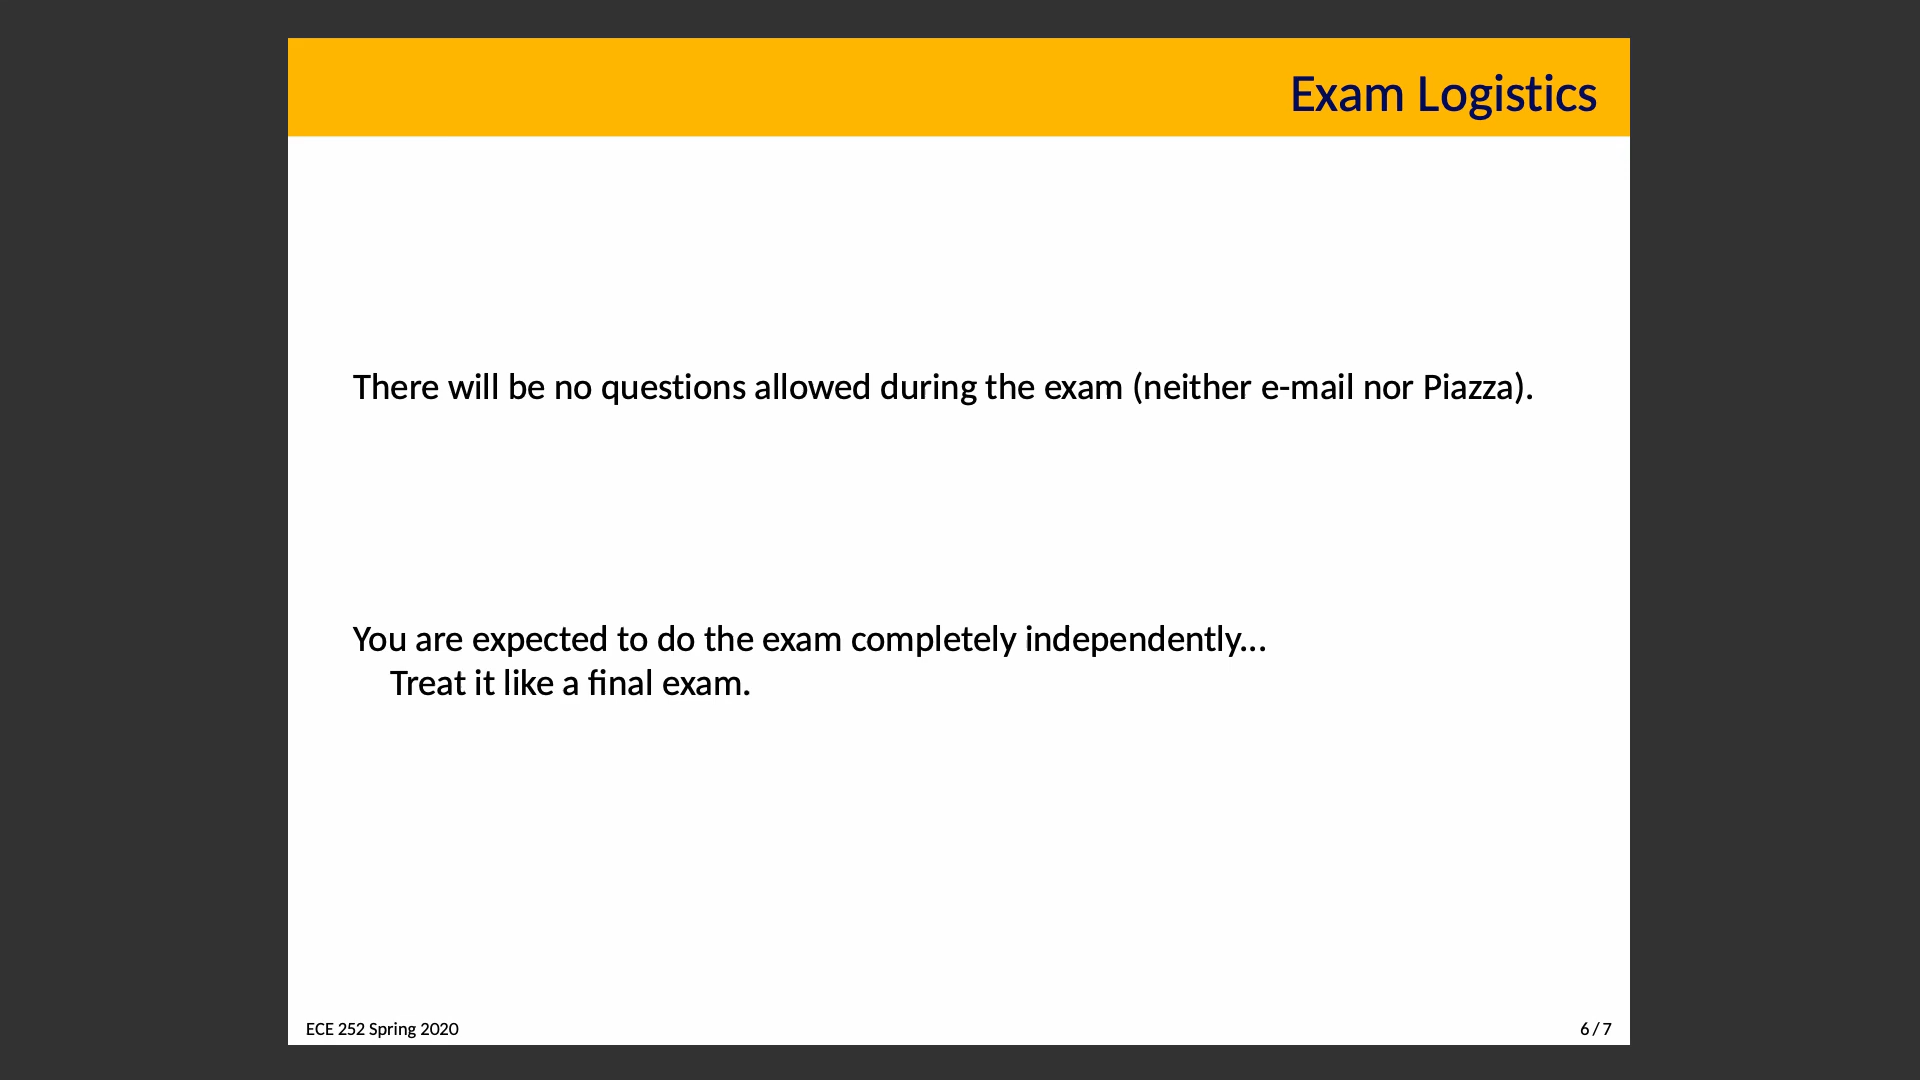 Exam Logistics
There will be no questions allowed during the exam (neither e-mail nor Piazza).
You are expected to do the exam completely independently...
Treat it like a final exam.
ECE 252 Spring 2020
6 / 7